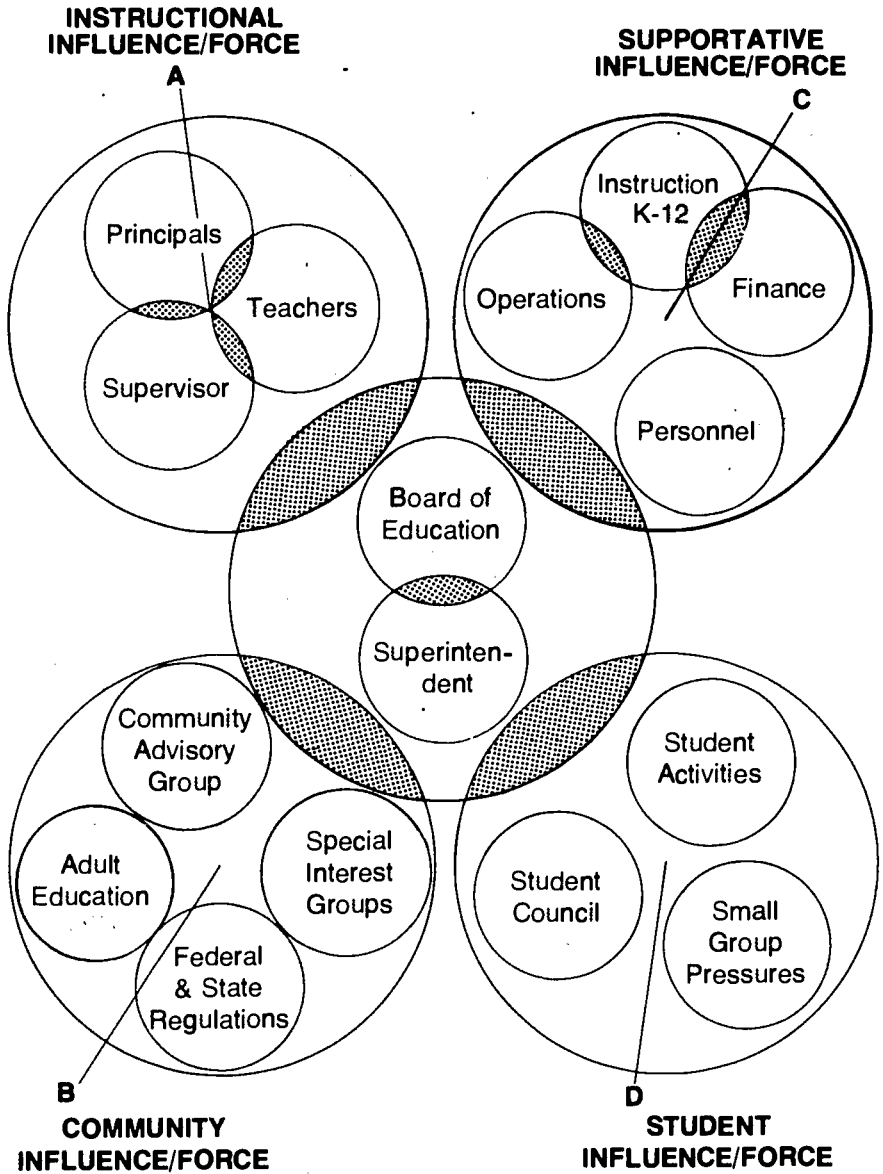 INSTRUCTIONAL
INFLUENCE/FORCE
A
SUPPORTATIVE
INFLUENCE/FORCE
C
Principals
Teachers
Supervisor
Instruction
K-12
Operations
Finance
Personnel
Board of
Education
Superinten-
dent
Community
Advisory
Group
Adult
Education
Special
Interest
Groups
Federal
& State
Regulations
Student
Activities
Student
Council
Small
Group
Pressures
B
COMMUNITY
INFLUENCE/FORCE
D
STUDENT
INFLUENCE/FORCE